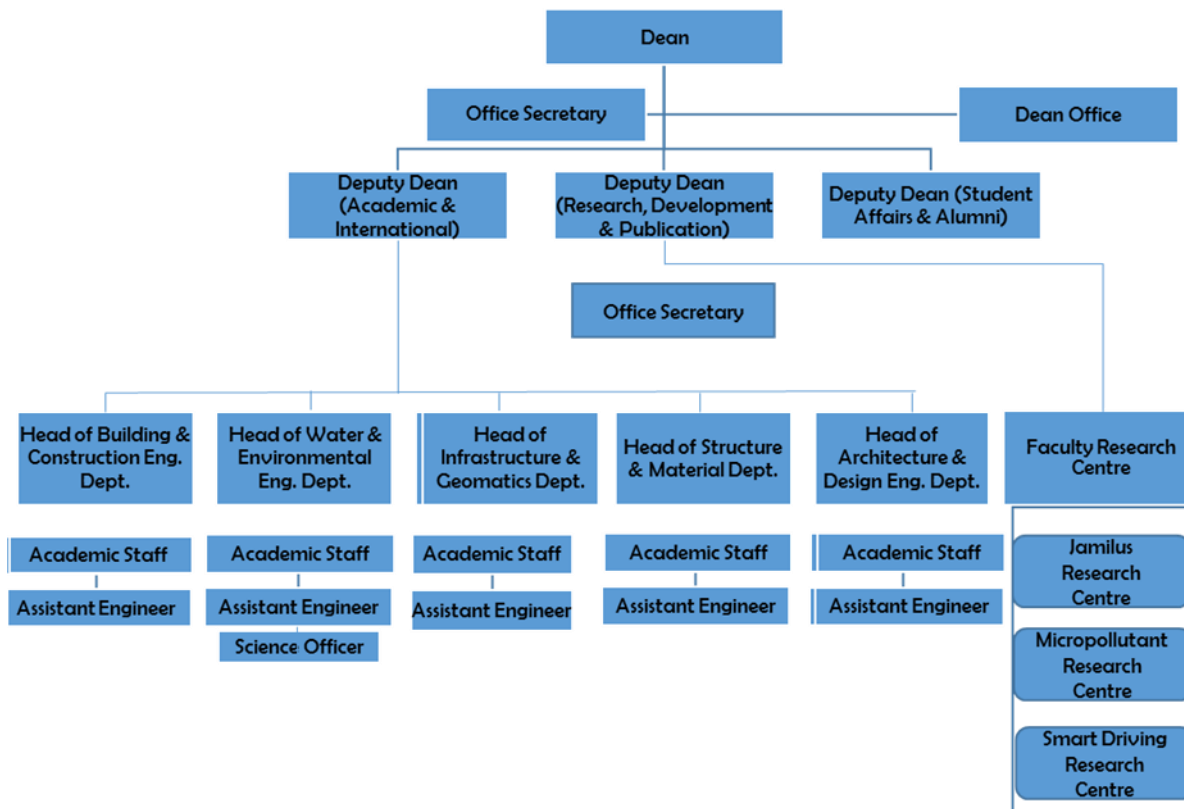 Dean
Office Secretary
Dean Office
Deputy Dean
(Academic &
International)
Deputy Dean
(Research, Development
& Publication)
Deputy Dean (Student
Affairs & Alumni)
Office Secretary
Head of Building &
Construction Eng.
Dept.
Head of Water &
Environmental
Eng. Dept.
Head of
Infrastructure &
Geomatics Dept.
Head of Structure
& Material Dept.
Head of
Architecture &
Design Eng. Dept.
Faculty Research
Centre
Academic Staff
Academic Staff
Academic Staff
Academic Staff
Academic Staff
Assistant Engineer
Assistant Engineer
Assistant Engineer
Assistant Engineer
Assistant Engineer
Science Officer
Jamilus
Research
Centre
Micropollutant
Research
Centre
Smart Driving
Research
Centre